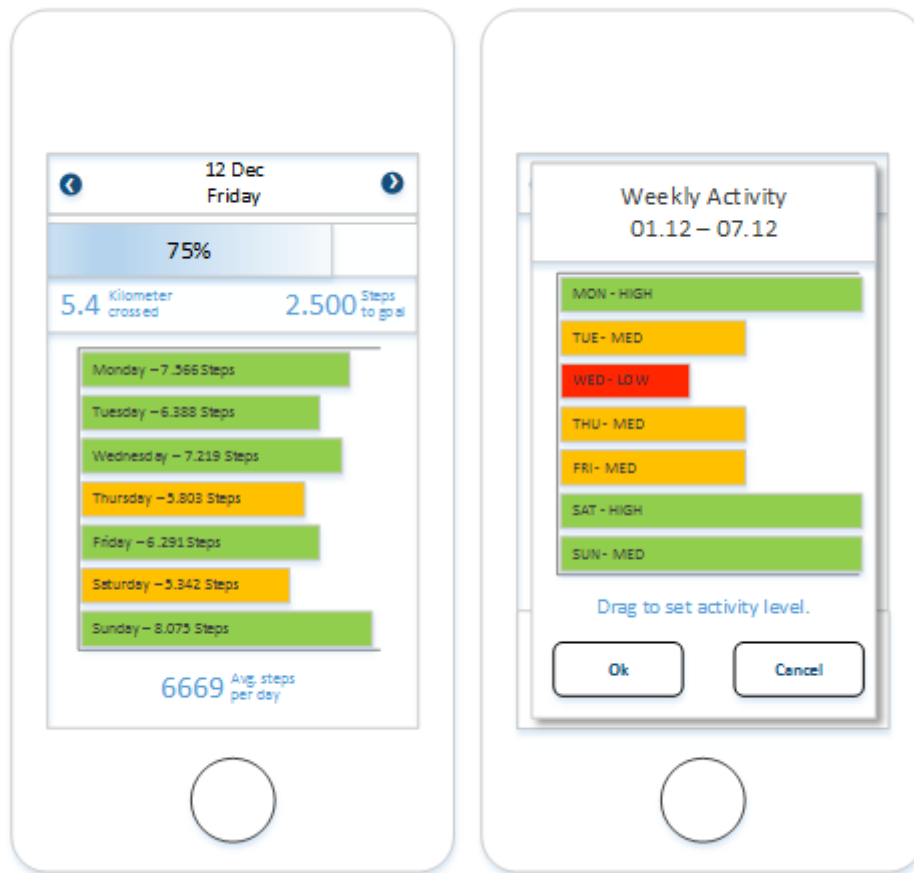 12 Dec
Friday
75%
5.4 Kilometer crossed
2.500 Steps to goal
Monday – 7.566 Steps
Tuesday – 6.388 Steps
Wednesday – 7.219 Steps
Thursday – 5.803 Steps
Friday – 6.291 Steps
Saturday – 5.342 Steps
Sunday – 8.075 Steps
6669 Avg. steps per day
Weekly Activity
01.12 – 07.12
MON - HIGH
TUE - MED
WED - LOW
THU - MED
FRI - MED
SAT - HIGH
SUN - MED
Drag to set activity level.
Ok
Cancel